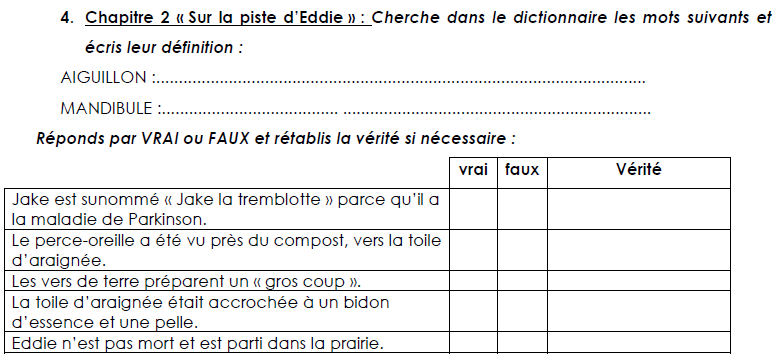 4. Chapitre 2 « Sur la piste d'Eddie » : Cherche dans le dictionnaire les mots suivants et
écris leur définition :
AIGUILLON :............................................................................................................
MANDIBULE :....................................... ....................................................................
Réponds par VRAI ou FAUX et rétablis la vérité si nécessaire :
vrai faux Vérité
Jake est sunommé « Jake la tremblotte » parce qu'il a
la maladie de Parkinson.
Le perce-oreille a été vu près du compost, vers la toile
d'araignée.
Les vers de terre préparent un « gros coup ».
La toile d'araignée était accrochée à un bidon
d'essence et une pelle.
Eddie n'est pas mort et est parti dans la prairie.